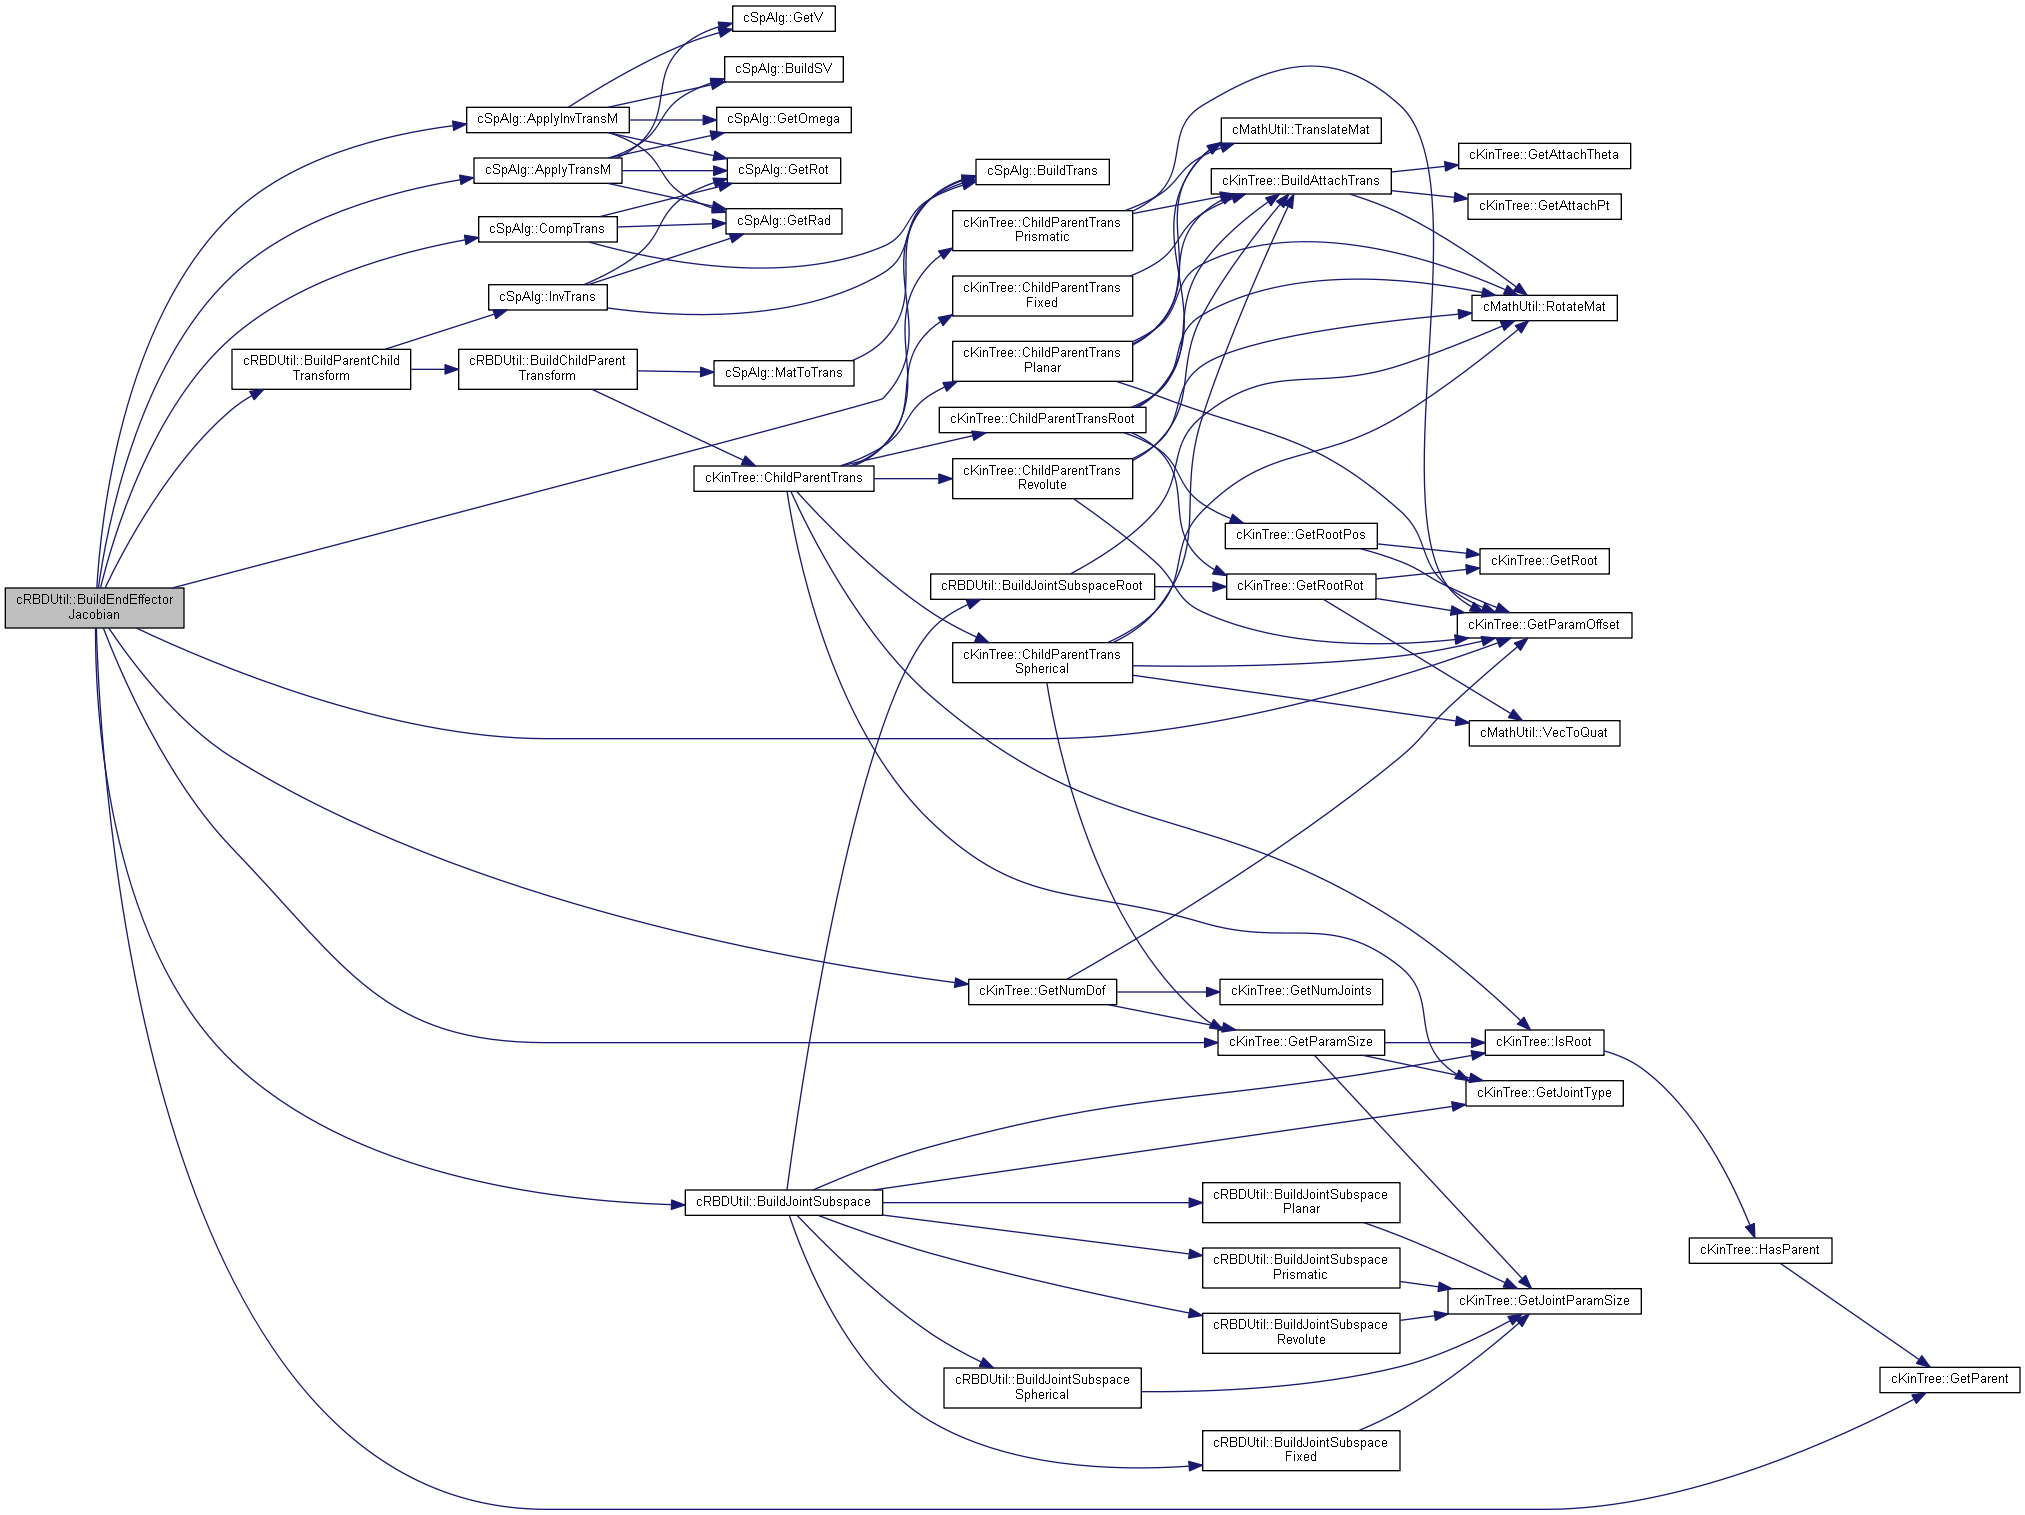 cSpAlg::GetV
cSpAlg::BuildSV
cSpAlg::ApplyInvTransM
cSpAlg::GetOmega
cMathUtil::TranslateMat
cKinTree::GetAttachTheta
cSpAlg::ApplyTransM
cSpAlg::GetRot
cSpAlg::BuildTrans
cKinTree::BuildAttachTrans
cKinTree::GetAttachPt
cSpAlg::CompTrans
cSpAlg::GetRad
cKinTree::ChildParentTrans
Prismatic
cSpAlg::InvTrans
cKinTree::ChildParentTrans
Fixed
cMathUtil::RotateMat
cRBDUtil::BuildParentChild
Transform
cRBDUtil::BuildChildParent
Transform
cSpAlg::MatToTrans
cKinTree::ChildParentTrans
Planar
cKinTree::ChildParentTransRoot
cKinTree::ChildParentTrans
cKinTree::ChildParentTrans
Revolute
cKinTree::GetRootPos
cKinTree::GetRoot
cRBDUtil::BuildEndEffector
Jacobian
cRBDUtil::BuildJointSubspaceRoot
cKinTree::GetRootRot
cKinTree::GetParamOffset
cKinTree::ChildParentTrans
Spherical
cMathUtil::VecToQuat
cKinTree::GetNumDof
cKinTree::GetNumJoints
cKinTree::GetParamSize
cKinTree::IsRoot
cKinTree::GetJointType
cRBDUtil::BuildJointSubspace
cRBDUtil::BuildJointSubspace
Planar
cRBDUtil::BuildJointSubspace
Prismatic
cKinTree::HasParent
cKinTree::GetJointParamSize
cRBDUtil::BuildJointSubspace
Revolute
cRBDUtil::BuildJointSubspace
Spherical
cKinTree::GetParent
cRBDUtil::BuildJointSubspace
Fixed